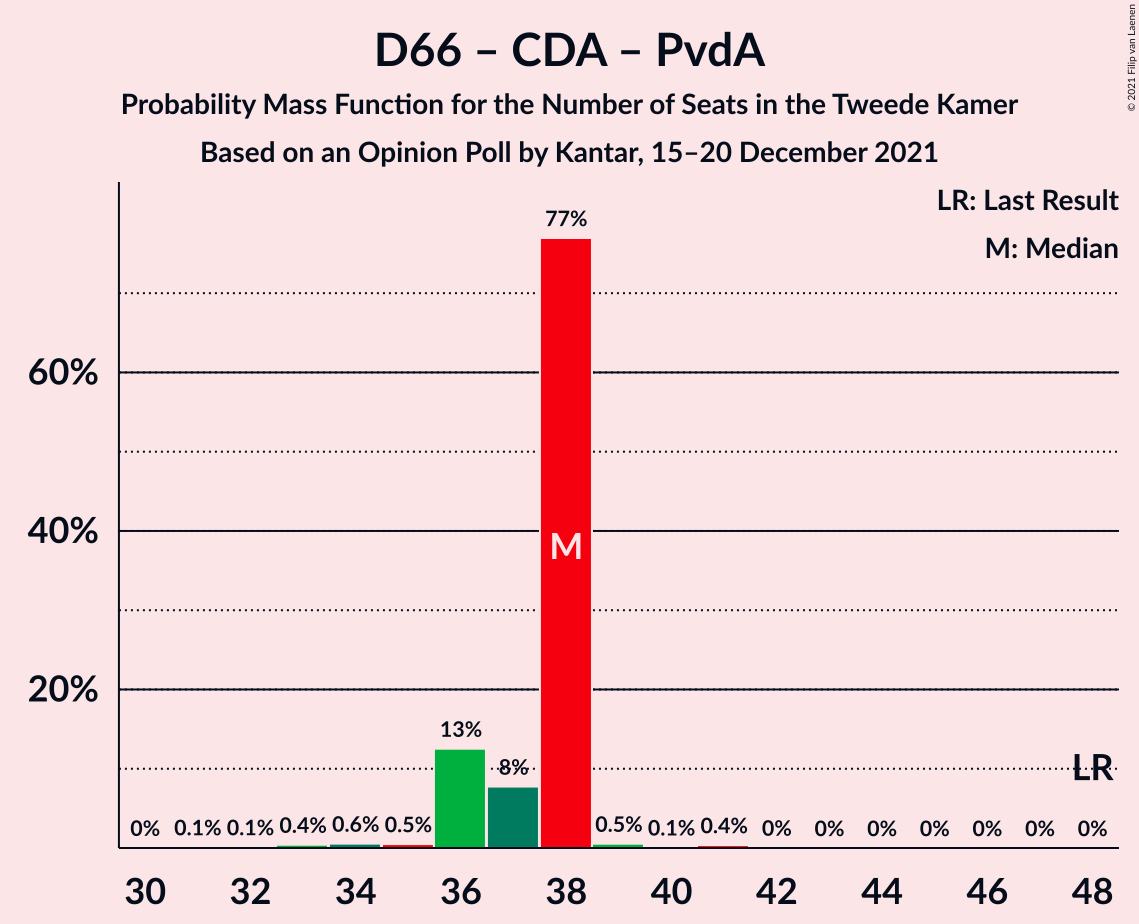 D66 – CDA – PvdA
Probability Mass Function for the Number of Seats in the Tweede Kamer
Based on an Opinion Poll by Kantar, 15–20 December 2021
© 2021 Filip van Laenen
LR: Last Result
M: Median
77%
60%
40%
M
20%
13%
8%
LR
0% 0.1% 0.1% 0.4% 0.6% 0.5% 0.5% 0.1% 0.4% 0% 0% 0% 0% 0% 0% 0%
30 32 34 36 38 40 42 44 46 48